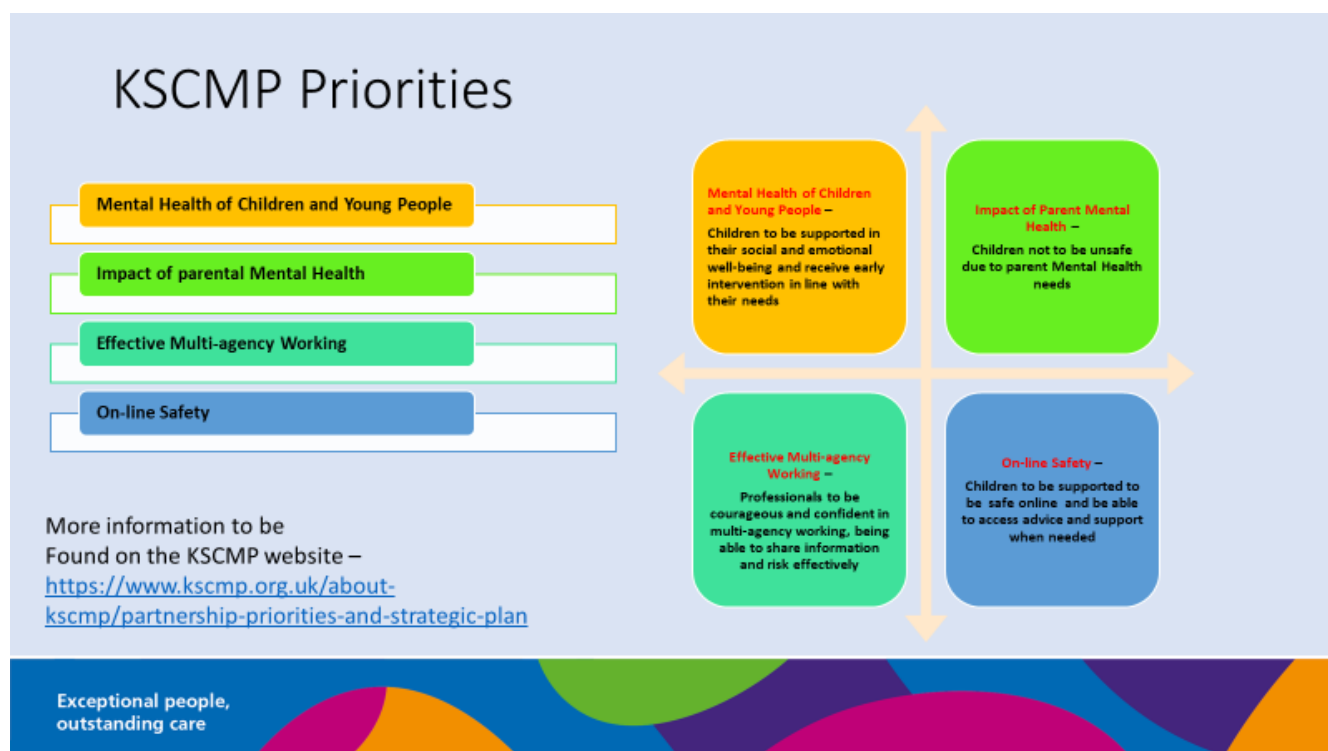 KSCMP Priorities
Mental Health of Children and Young People
Impact of parental Mental Health
Effective Multi-agency Working
On-line Safety
More information to be
Found on the KSCMP website –
https://www.kscmp.org.uk/about-
kscmp/partnership-priorities-and-strategic-plan
Mental Health of Children
and Young People –
Children to be supported in
their social and emotional
well-being and receive early
intervention in line with
their needs
Impact of Parent Mental
Health –
Children not to be unsafe
due to parent Mental Health
needs
Effective Multi-agency
Working –
Professionals to be
courageous and confident in
multi-agency working, being
able to share information
and risk effectively
On-line Safety –
Children to be supported to
be safe online and be able
to access advice and support
when needed
Exceptional people,
outstanding care